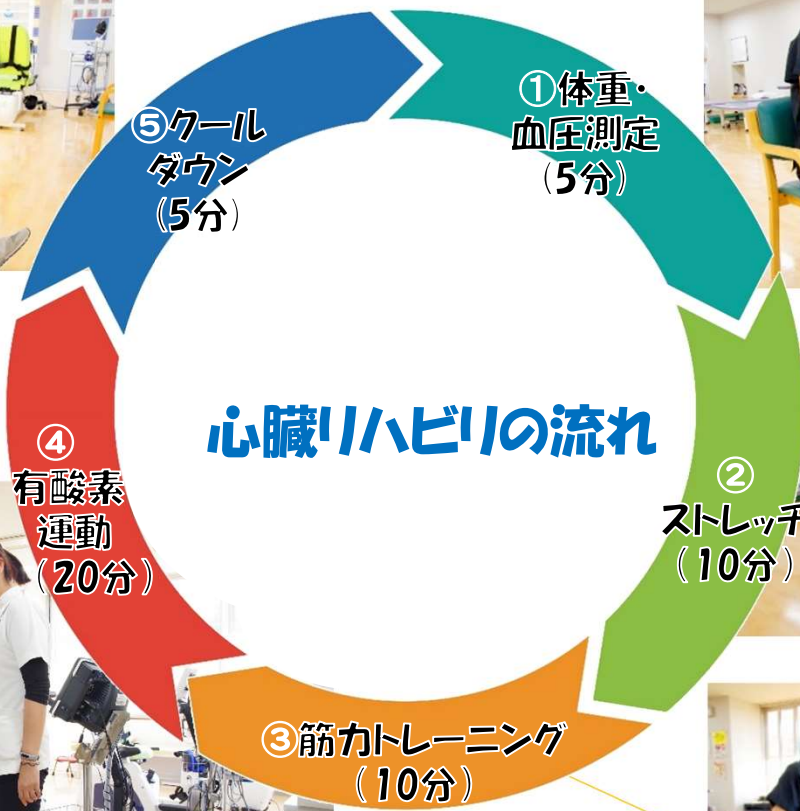 ①体重・
血圧測定
(5分)
②
ストレッチ
(10分)
③筋力トレーニング
(10分)
④
有酸素
運動
(20分)
⑤クール
ダウン
(5分)
心臓リハビリの流れ